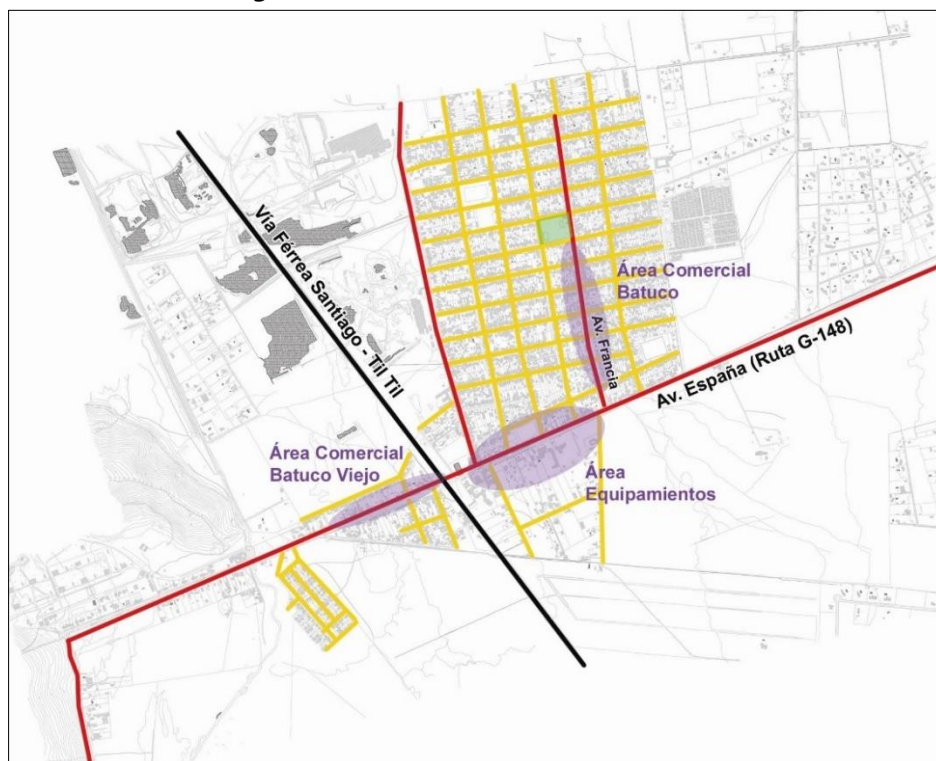 Vía Férrea Santiago - Til Til
Área Comercial
Batuco
Av. Francia
Av. España (Ruta G-148)
Área Comercial
Batuco Viejo
Área
Equipamientos